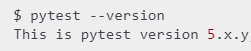 $ pytest --version
This is pytest version 5.x.y